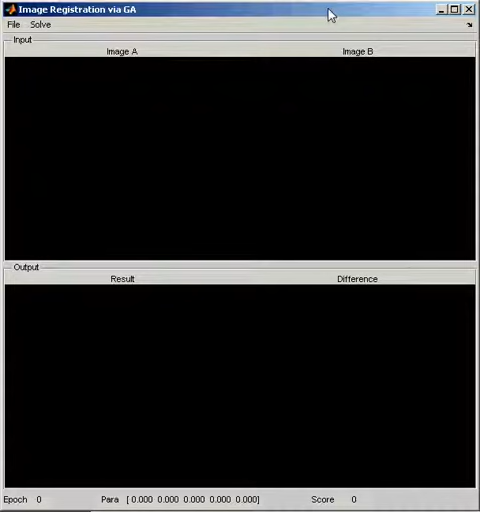 Image Registration via GA
File Solve
Input
Image A Image B
Output
Result Difference
Epoch 0 Para [ 0.000 0.000 0.000 0.000 0.000] Score 0